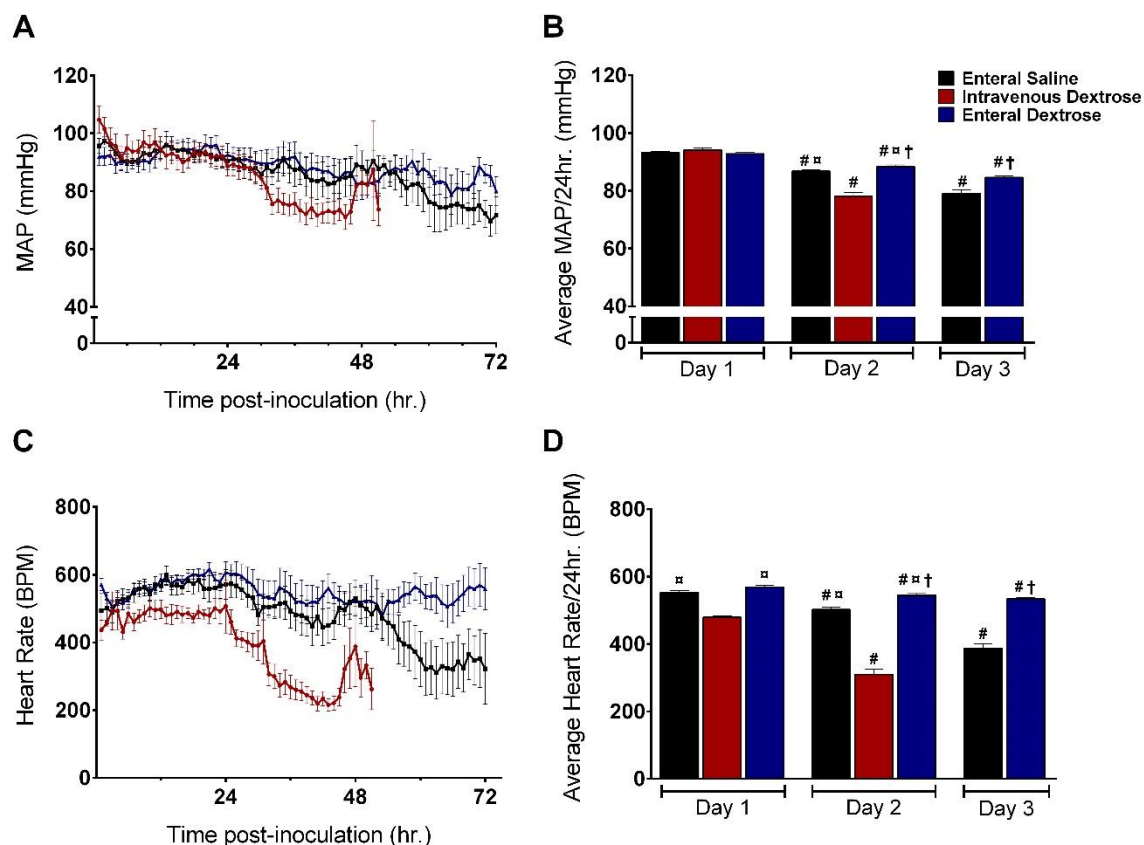 A
120
100
80
60
40
0
MAP (mmHg)
24
48
72
Time post-inoculation (hr.)
B
Enteral Saline
Intravenous Dextrose
Enteral Dextrose
120
100
80
60
40
0
Average MAP/24hr. (mmHg)
#¤
#
#¤†
#
#†
Day 1
Day 2
Day 3
C
800
600
400
200
0
Heart Rate (BPM)
24
48
72
Time post-inoculation (hr.)
D
800
600
400
200
0
Average Heart Rate/24hr. (BPM)
¤
¤
#¤
#
#¤†
#
#†
Day 1
Day 2
Day 3